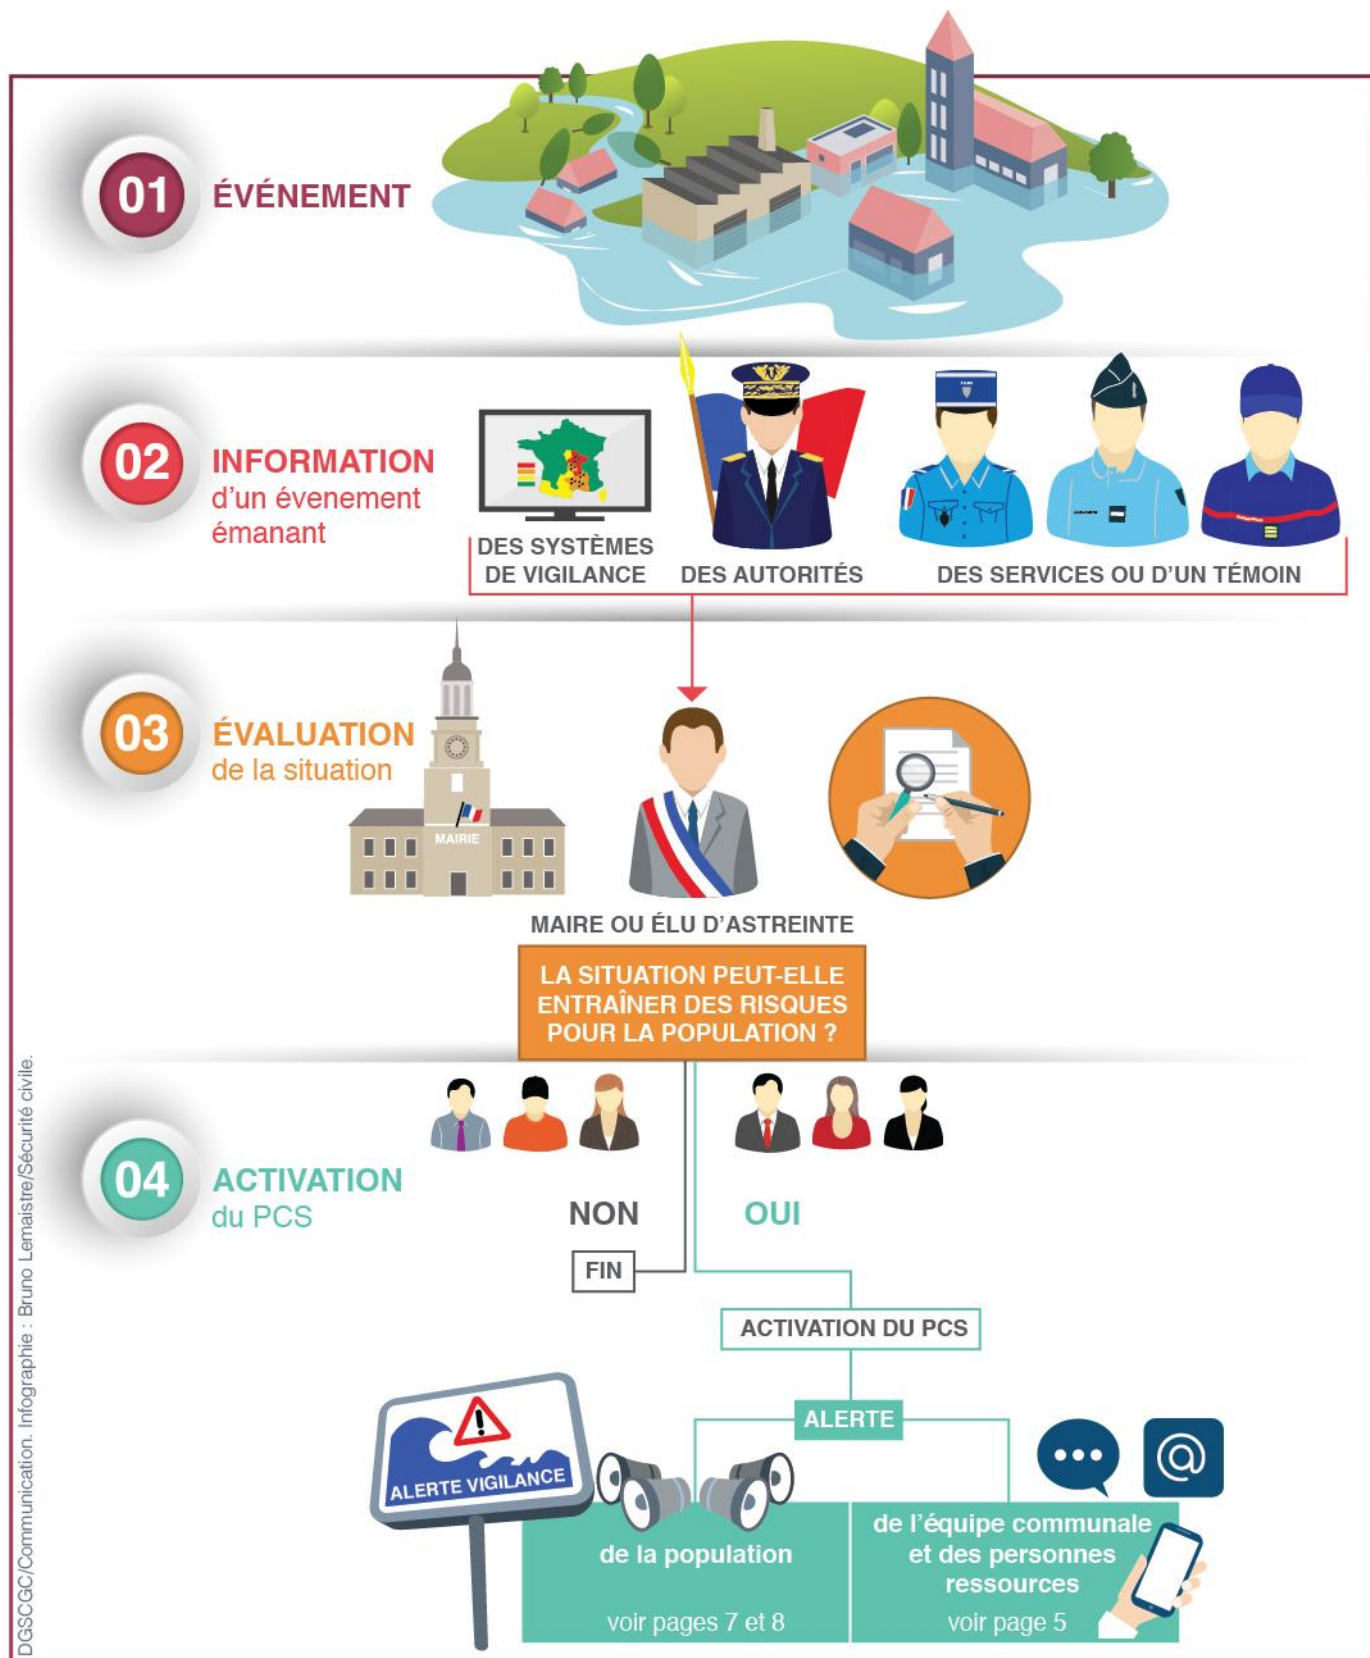 01
ÉVÉNEMENT
02
INFORMATION
d'un évenement
émanant
DES SYSTÈMES
DE VIGILANCE
DES AUTORITÉS
DES SERVICES OU D'UN TÉMOIN
03
ÉVALUATION
de la situation
MAIRIE
MAIRE OU ÉLU D'ASTREINTE
LA SITUATION PEUT-ELLE
ENTRAÎNER DES RISQUES
POUR LA POPULATION ?
04
ACTIVATION
du PCS
NON
OUI
FIN
ACTIVATION DU PCS
ALERTE
ALERTE VIGILANCE
de la population
voir pages 7 et 8
de l'équipe communale
et des personnes
ressources
voir page 5
@
DGSCGC/Communication. Infographie : Bruno Lemaistre/Sécurité civile.